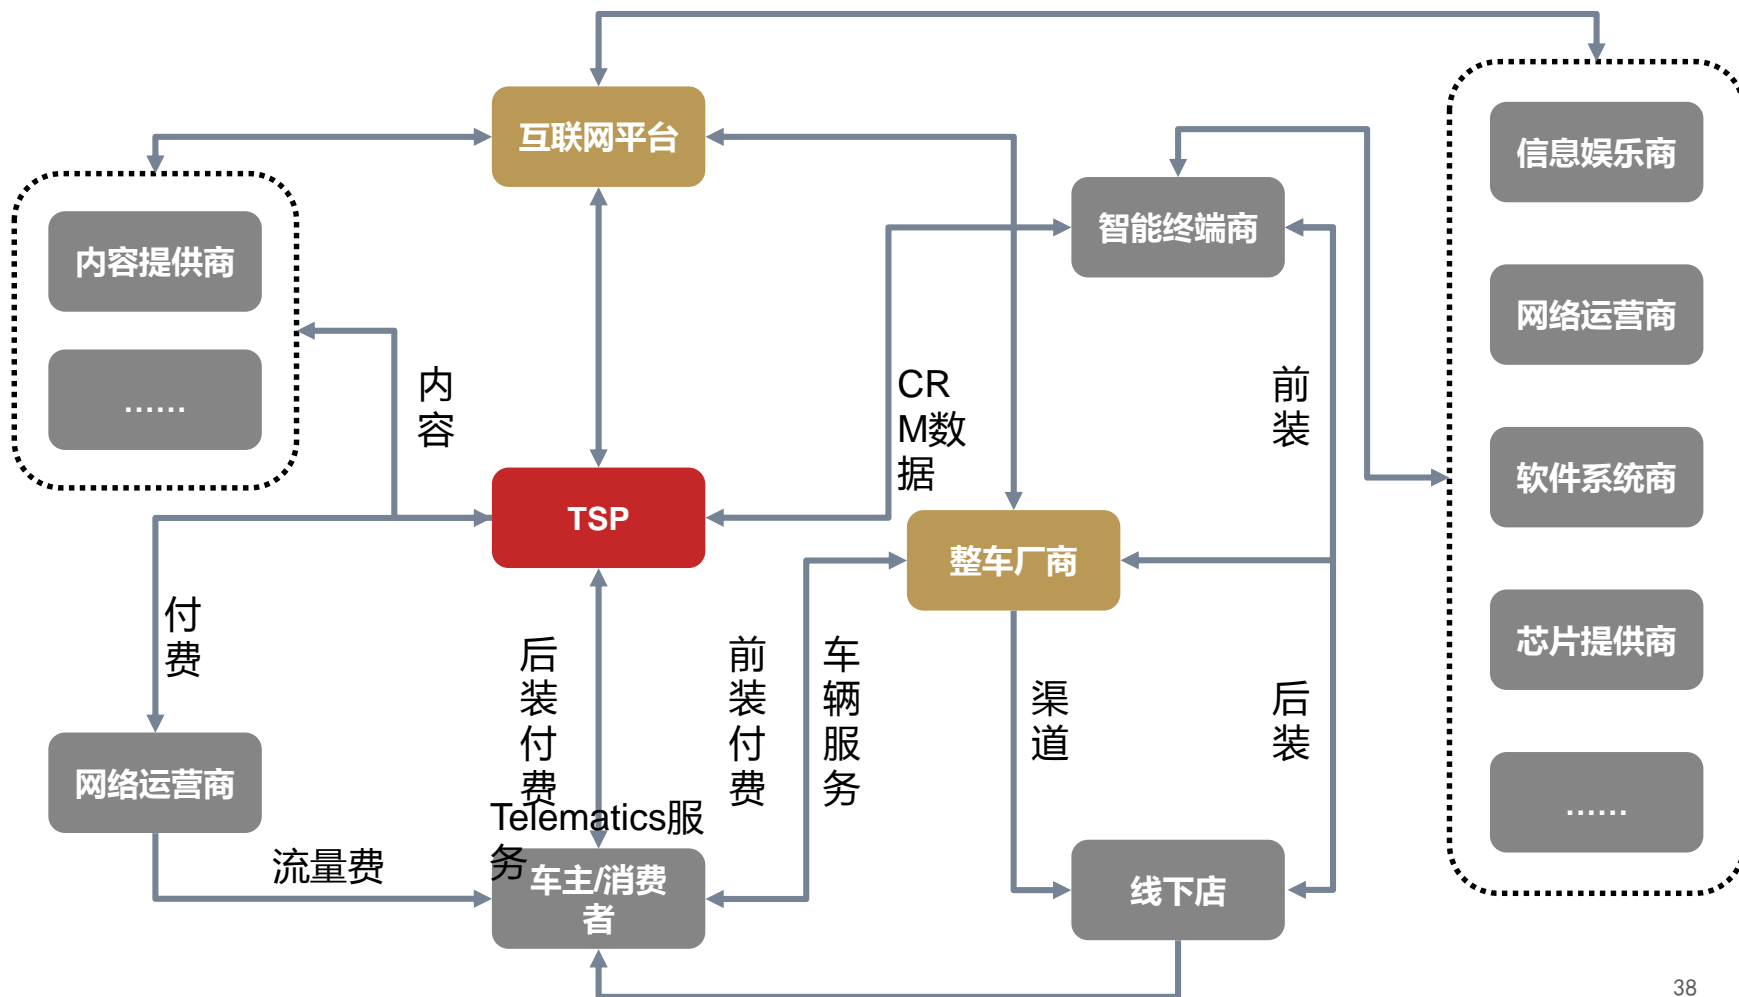 互联网平台
信息娱乐商
智能终端商
内容提供商
网络运营商
......
内
容
CR
M数
据
前
装
软件系统商
TSP
整车厂商
付
费
后
装
付
费
前
装
付
费
车
辆
服
务
渠
道
后
装
芯片提供商
网络运营商
Telematics服
务
......
流量费
车主/消费
者
线下店
38